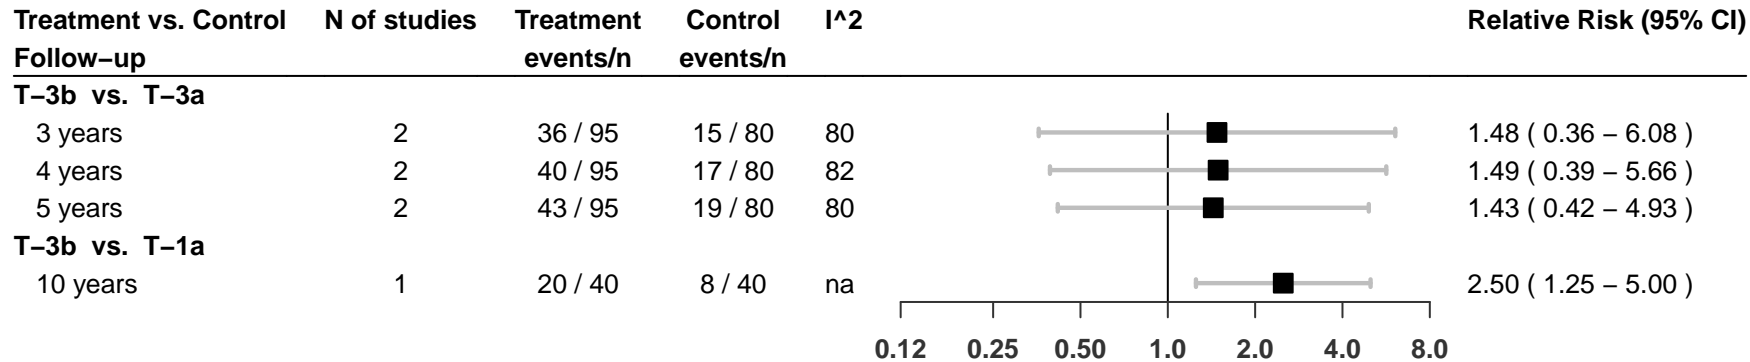 Treatment vs. Control N of studies Treatment Control I^2 Relative Risk (95% CI)
Follow−up events/n events/n
T−3b vs. T−3a
3 years 2 36 / 95 15 / 80 80 1.48 ( 0.36 − 6.08 )
4 years 2 40 / 95 17 / 80 82 1.49 ( 0.39 − 5.66 )
5 years 2 43 / 95 19 / 80 80 1.43 ( 0.42 − 4.93 )
T−3b vs. T−1a
10 years 1 20 / 40 8 / 40 na 2.50 ( 1.25 − 5.00 )
0.12 0.25 0.50 1.0 2.0 4.0 8.0